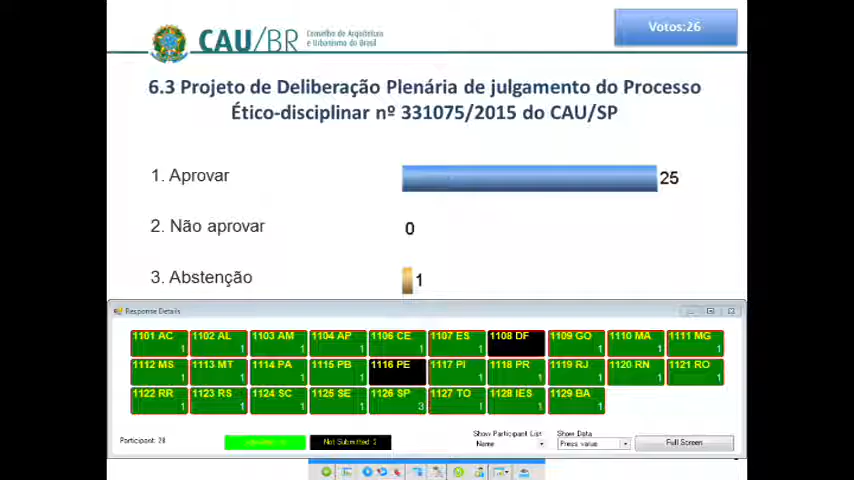 CAU/BR Conselho de Arquitetura
e Urbanismo do Brasil
Votos:26
6.3 Projeto de Deliberação Plenária de julgamento do Processo
Ético-disciplinar nº 331075/2015 do CAU/SP
1. Aprovar 25
2. Não aprovar 0
3. Abstenção 1
Response Details
1101 AC 1102 AL 1103 AM 1104 AP 1106 CE 1107 ES 1108 DF 1109 GO 1110 MA 1111 MG
1 1 1 1 1 1 1 1 1
1112 MS 1113 MT 1114 PA 1115 PB 1116 PE 1117 PI 1118 PR 1119 RJ 1120 RN 1121 RO
1 1 1 1 1 1 1 1 1
1122 RR 1123 RS 1124 SC 1125 SE 1126 SP 1127 TO 1128 IES 1129 BA
1 1 1 1 3 1 1 1
Show Participant List Show Data
Participant: 28 Not Submitted: 2 Name Press value Full Screen